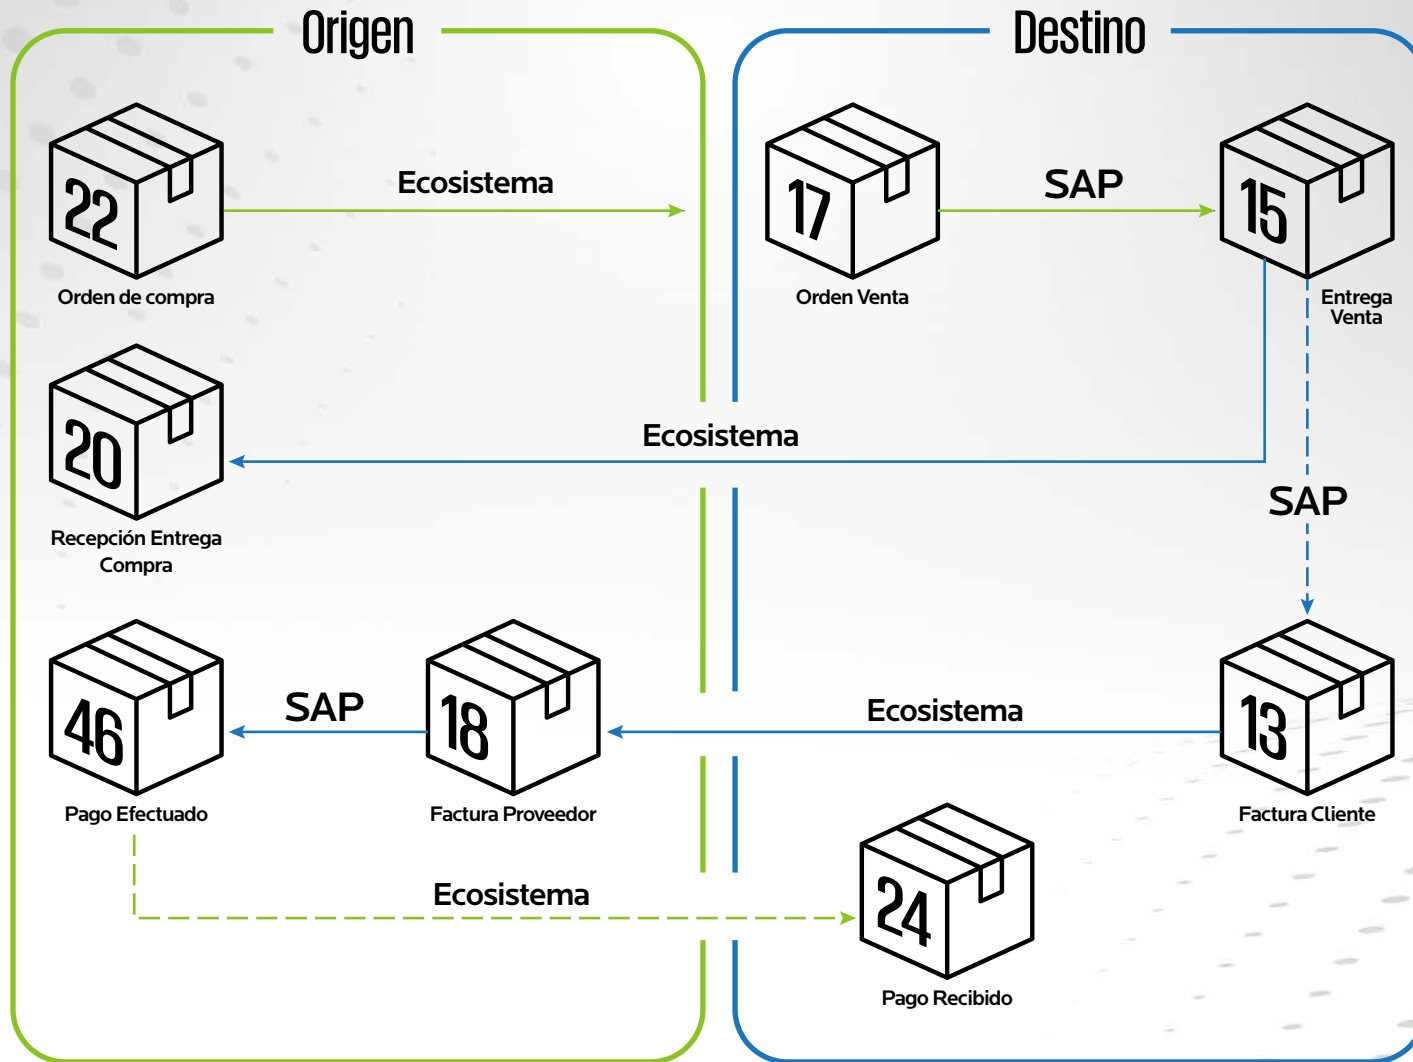 Origen
Destino
22
Ecosistema
17
SAP
15
Orden de compra
Orden Venta
Entrega
Venta
20
Ecosistema
Recepción Entrega
Compra
SAP
46
SAP
18
Ecosistema
13
Pago Efectuado
Factura Proveedor
Factura Cliente
Ecosistema
24
Pago Recibido